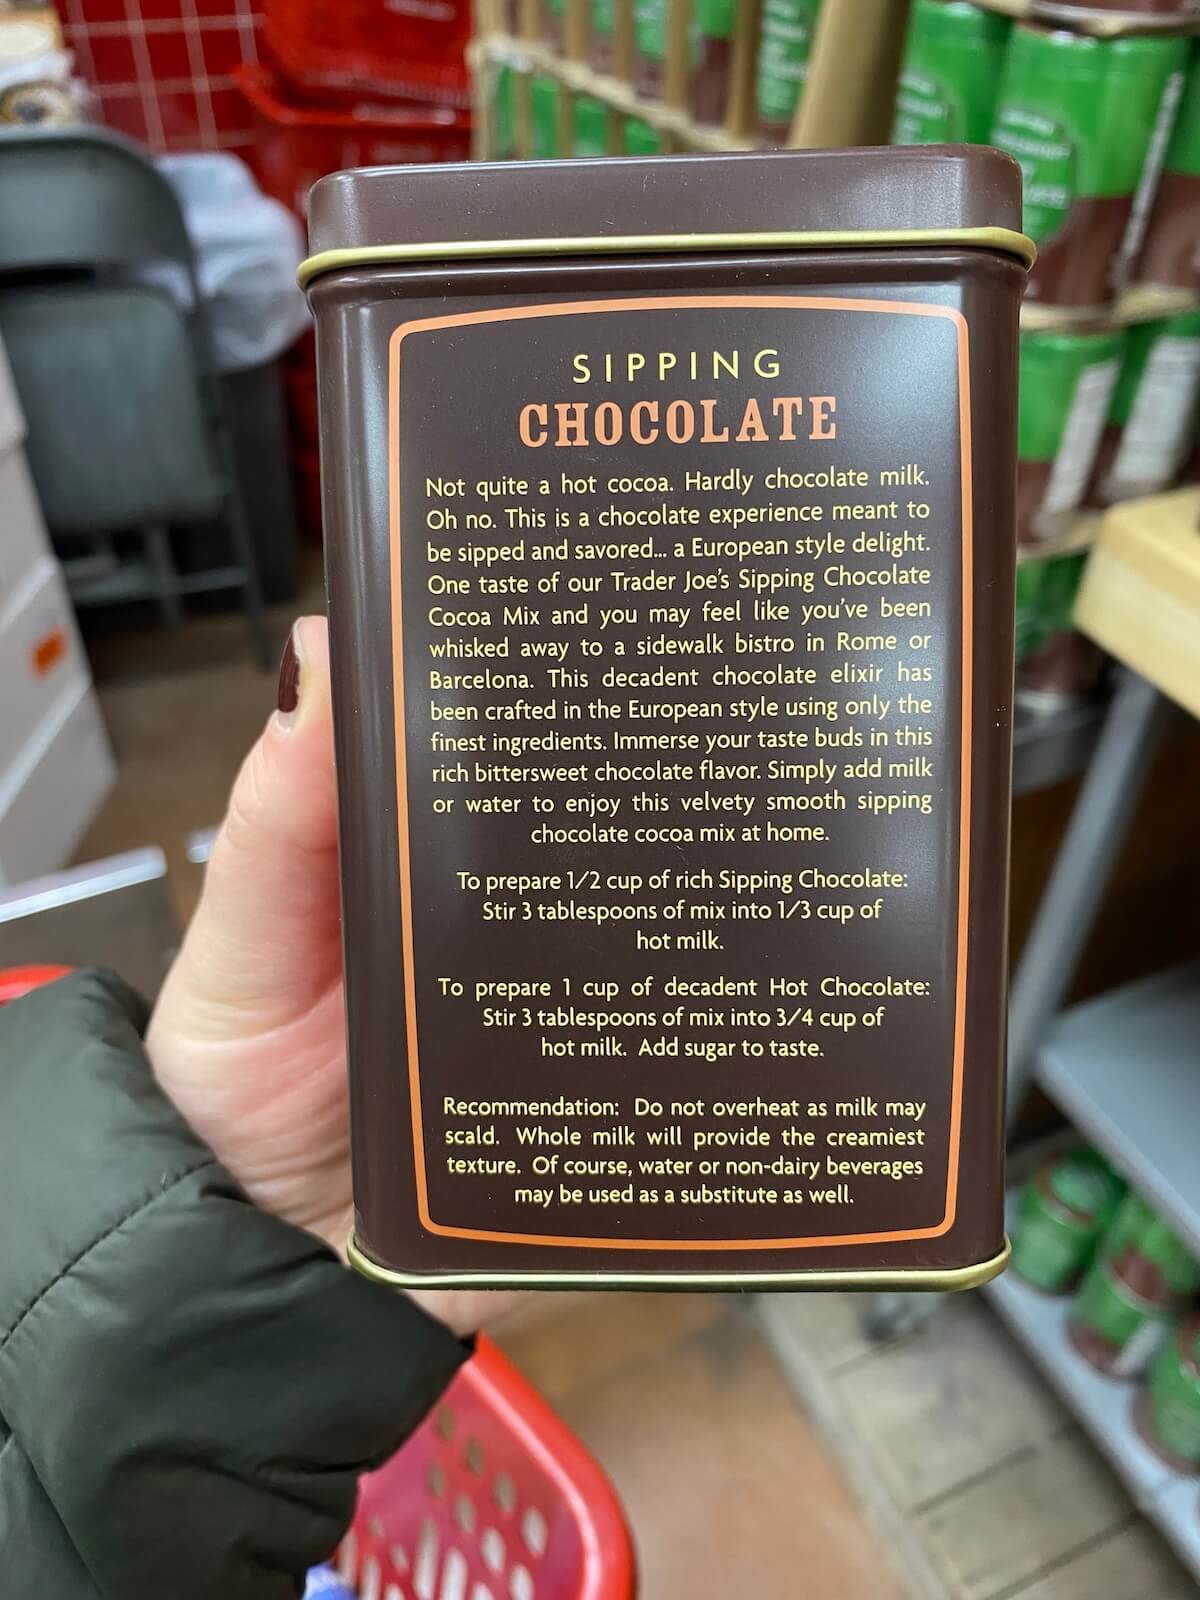 SIPPING
CHOCOLATE
Not quite a hot cocoa. Hardly chocolate milk.
Oh no. This is a chocolate experience meant to
be sipped and savored... a European style delight.
One taste of our Trader Joe's Sipping Chocolate
Cocoa Mix and you may feel like you've been
whisked away to a sidewalk bistro in Rome or
Barcelona. This decadent chocolate elixir has
been crafted in the European style using only the
finest ingredients. Immerse your taste buds in this
rich bittersweet chocolate flavor. Simply add milk
or water to enjoy this velvety smooth sipping
chocolate cocoa mix at home.
To prepare 1/2 cup of rich Sipping Chocolate:
Stir 3 tablespoons of mix into 1/3 cup of
hot milk.
To prepare 1 cup of decadent Hot Chocolate:
Stir 3 tablespoons of mix into 3/4 cup of
hot milk. Add sugar to taste.
Recommendation: Do not overheat as milk may
scald. Whole milk will provide the creamiest
texture. Of course, water or non-dairy beverages
may be used as a substitute as well.